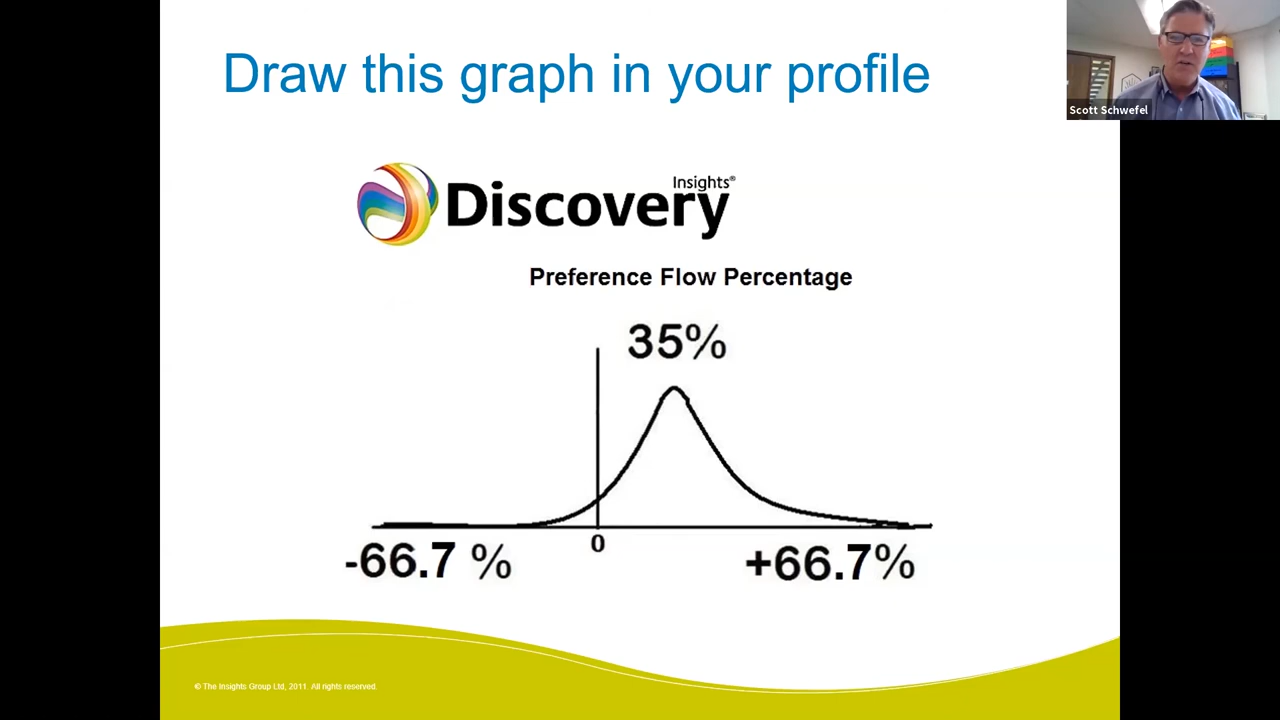 Draw this graph in your profile
Scott Schwefel
Insights®
Discovery
Preference Flow Percentage
35%
0
-66.7 %
+66.7%
© The Insights Group Ltd, 2011. All rights reserved.